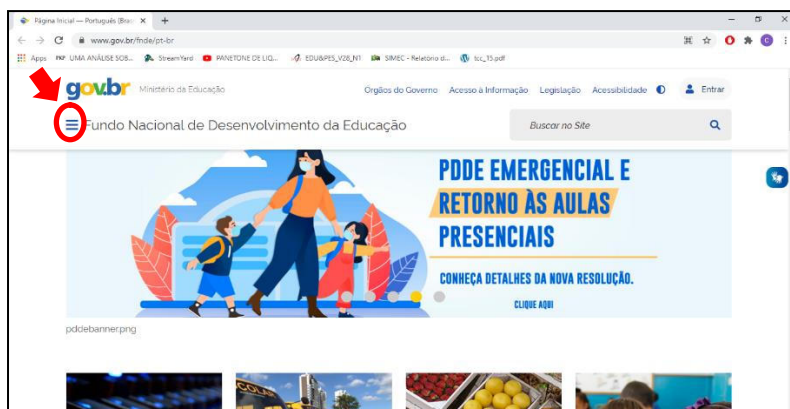 Página Inicial — Português (Bras
www.gov.br/fnde/pt-br
Apps
UMA ANÁLISE SOB...
StreamYard
PANETONE DE LIQ...
EDU&PES_V28_N1
SIMEC - Relatório d...
tcc_15.pdf
gov.br
Ministério da Educação
Órgãos do Governo
Acesso à Informação
Legislação
Acessibilidade
Entrar
Fundo Nacional de Desenvolvimento da Educação
Buscar no Site
PDDE EMERGENCIAL E
RETORNO ÀS AULAS
PRESENCIAIS
CONHEÇA DETALHES DA NOVA RESOLUÇÃO.
CLIQUE AQUI
pddebanner.png
COLAR